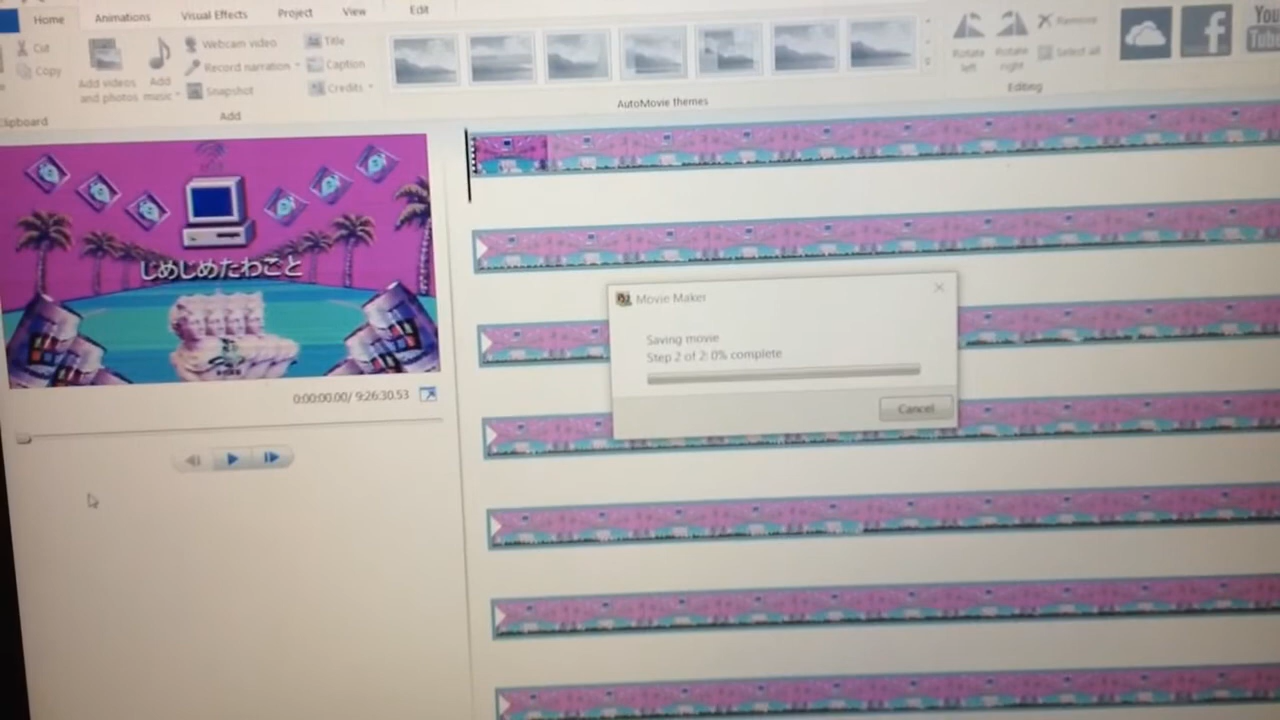 Home
Animations
Visual Effects
Project
View
Edit
Cut
Copy
Add videos
and photos
Add
music
Webcam video
Record narration
Snapshot
Title
Caption
Credits
Add
AutoMovie themes
Rotate
left
Rotate
right
Remove
Select all
Editing
f
You
Tube
じめじめたわごと
0:00:00.00/ 9:26:30.53
Movie Maker
Saving movie
Step 2 of 2: 0% complete
Cancel